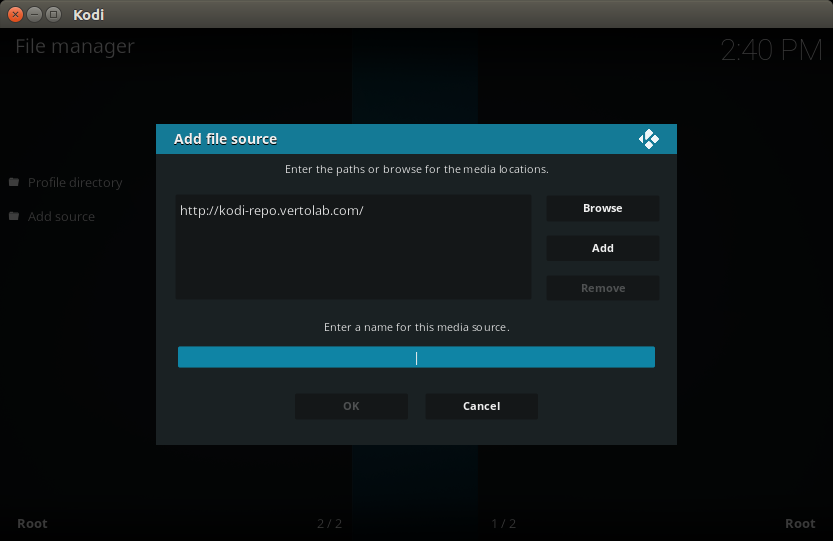 Kodi
File manager
2:40 PM
Add file source
Enter the paths or browse for the media locations.
Profile directory
Add source
http://kodi-repo.vertolab.com/
Browse
Add
Remove
Enter a name for this media source.
OK
Cancel
Root
2 / 2
1 / 2
Root